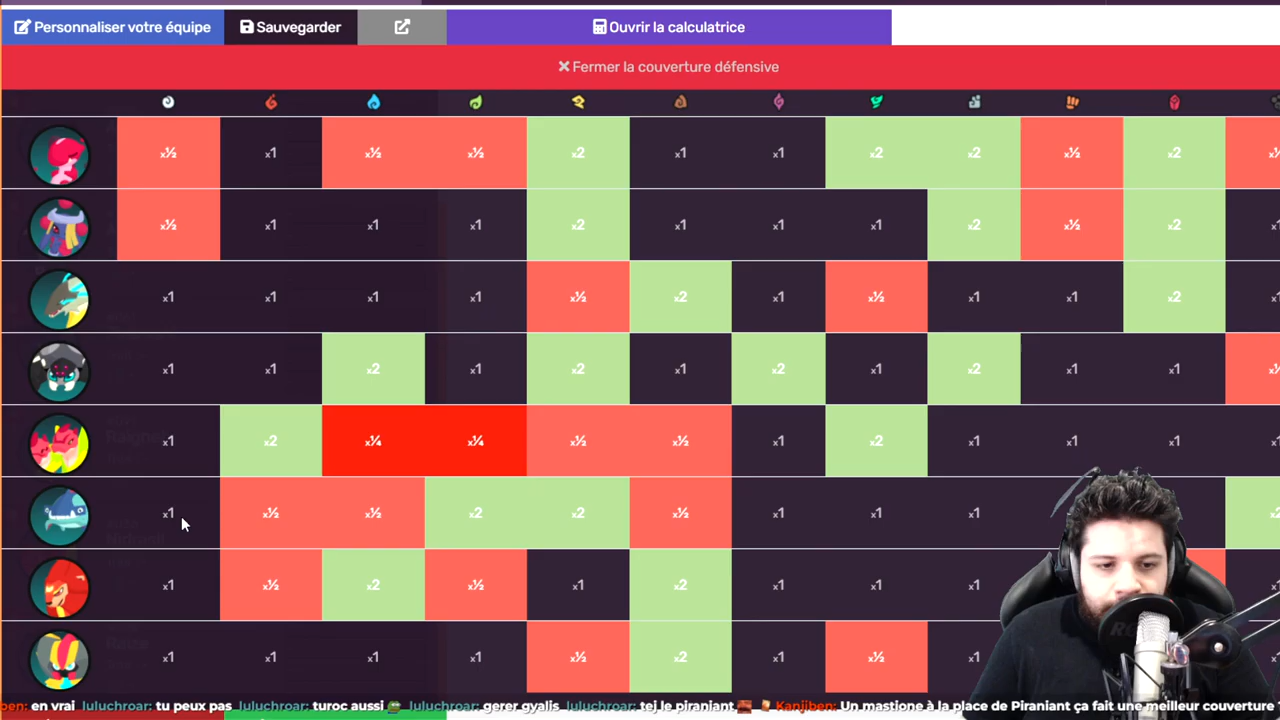 Personnaliser votre équipe Sauvegarder Ouvrir la calculatrice
Fermer la couverture défensive
x½ x1 x½ x½ x2 x1 x1 x2 x2 x½ x2
x½ x1 x1 x1 x2 x1 x1 x1 x2 x½ x2 x1
x1 x1 x1 x1 x½ x2 x1 x½ x1 x1 x2 x1
x1 x1 x2 x1 x2 x1 x2 x1 x2 x1 x1
x1 x2 x¼ x¼ x½ x½ x1 x2 x1 x1 x1 x1
x1 x½ x½ x2 x2 x½ x1 x1 x1 x2
x1 x½ x2 x½ x1 x2 x1 x1 x1 x1
x1 x1 x1 x1 x½ x2 x1 x½ x1 x1
ben: en vrai luluchroar: tu peux pas luluchroar: turoc aussi luluchroar: gerer gyalis luluchroar: tej le piraniant Kanjiben: Un mastione à la place de Piraniant ça fait une meilleur couverture